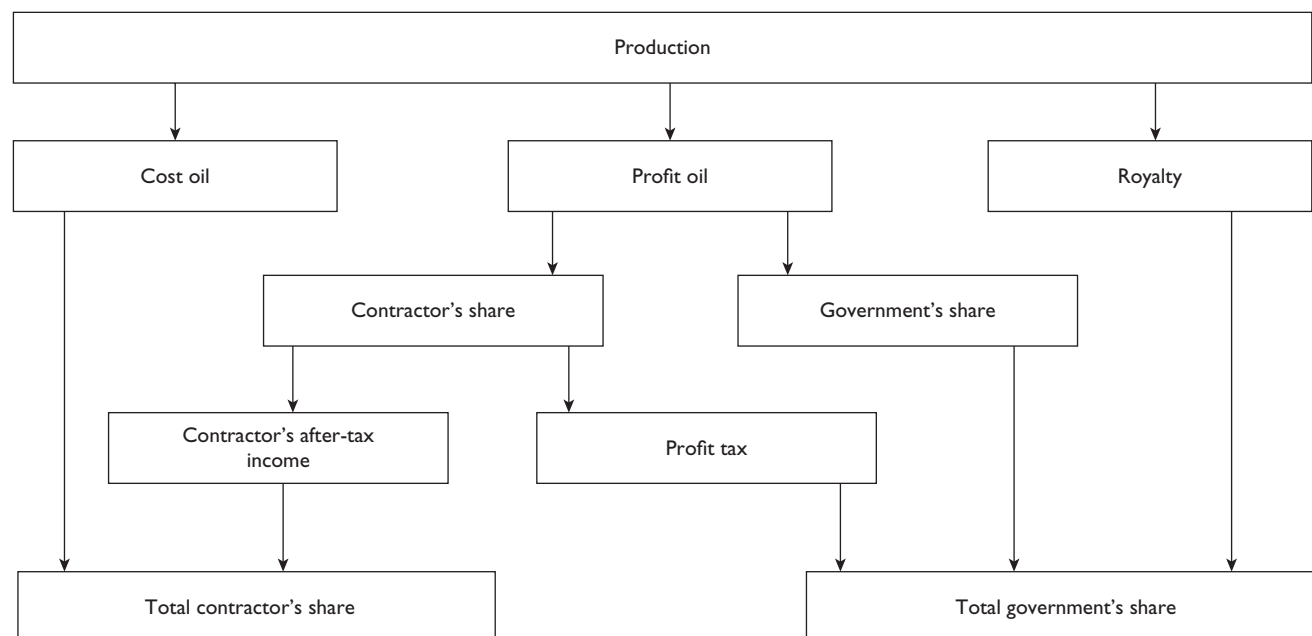 Production
Cost oil
Profit oil
Royalty
Contractor’s share
Government’s share
Contractor’s after-tax
income
Profit tax
Total contractor’s share
Total government’s share